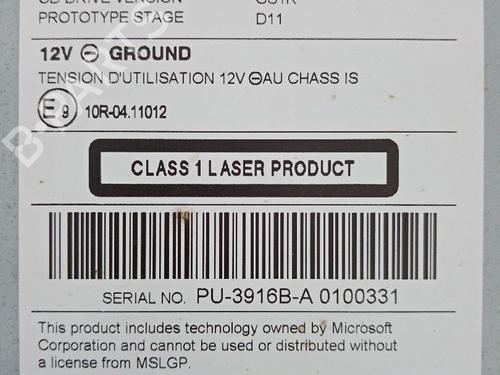 PROTOTYPE STAGE D11
12V ⊖ GROUND
TENSION D'UTILISATION 12V ⊖AU CHASS IS
E 9 10R-04.11012
CLASS 1 LASER PRODUCT
SERIAL NO. PU-3916B-A 0100331
This product includes technology owned by Microsoft
Corporation and cannot be used or distributed without
a license from MSLGP.